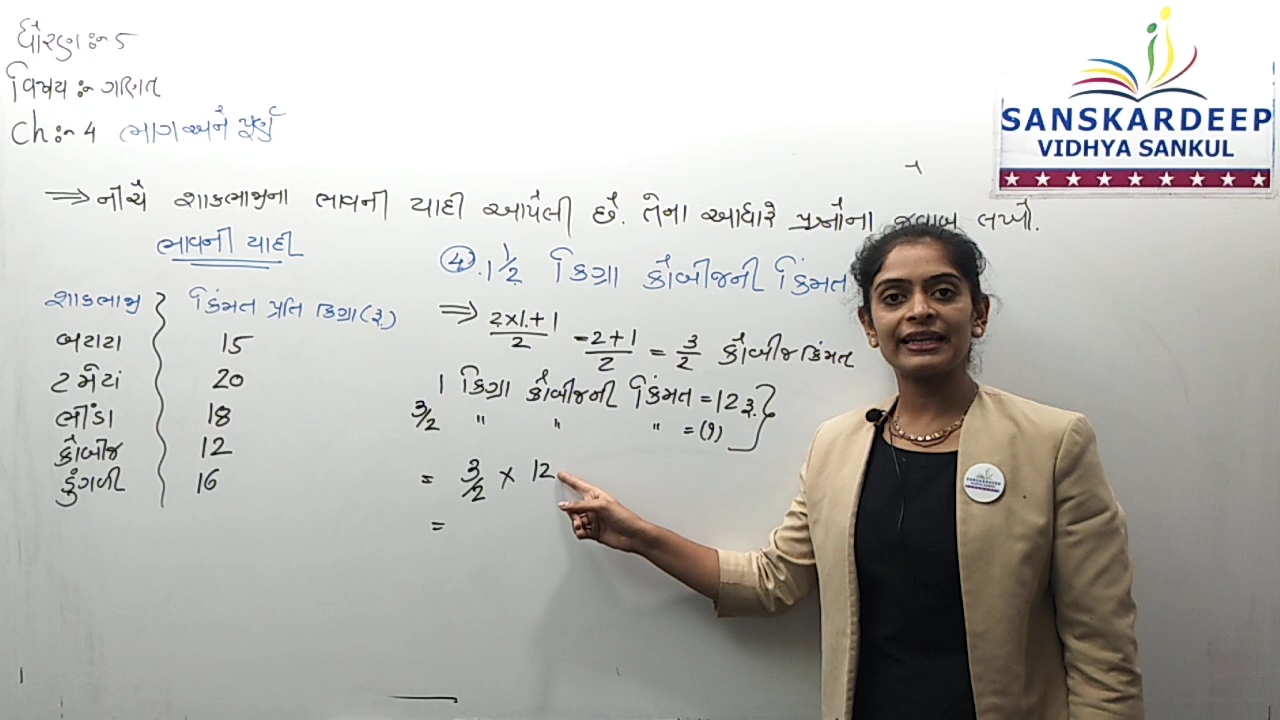 ધોરણ :- 5
વિષય :- ગણિત
Ch :- 4 ભાગ અને પૂર્ણ
SANSKARDEEP
VIDHYA SANKUL
⇒ નીચે શાકભાજીના ભાવની યાદી આપેલી છે. તેના આધારે પ્રશ્નોના જવાબ લખો.
ભાવની યાદી
શાકભાજી કિંમત પ્રતિ કિગ્રા (રૂ.)
બટાટા 15
ટમેટાં 20
ભીંડા 18
કોબીજ 12
ડુંગળી 16
④. 1 1/2 કિગ્રા કોબીજની કિંમત
⇒ 2×1+1/2 = 2+1/2 = 3/2 કોબીજ કિંમત
1 કિગ્રા કોબીજની કિંમત = 12 રૂ.
3/2 " " " = (?)
= 3/2 × 12
=
SANSKARDEEP